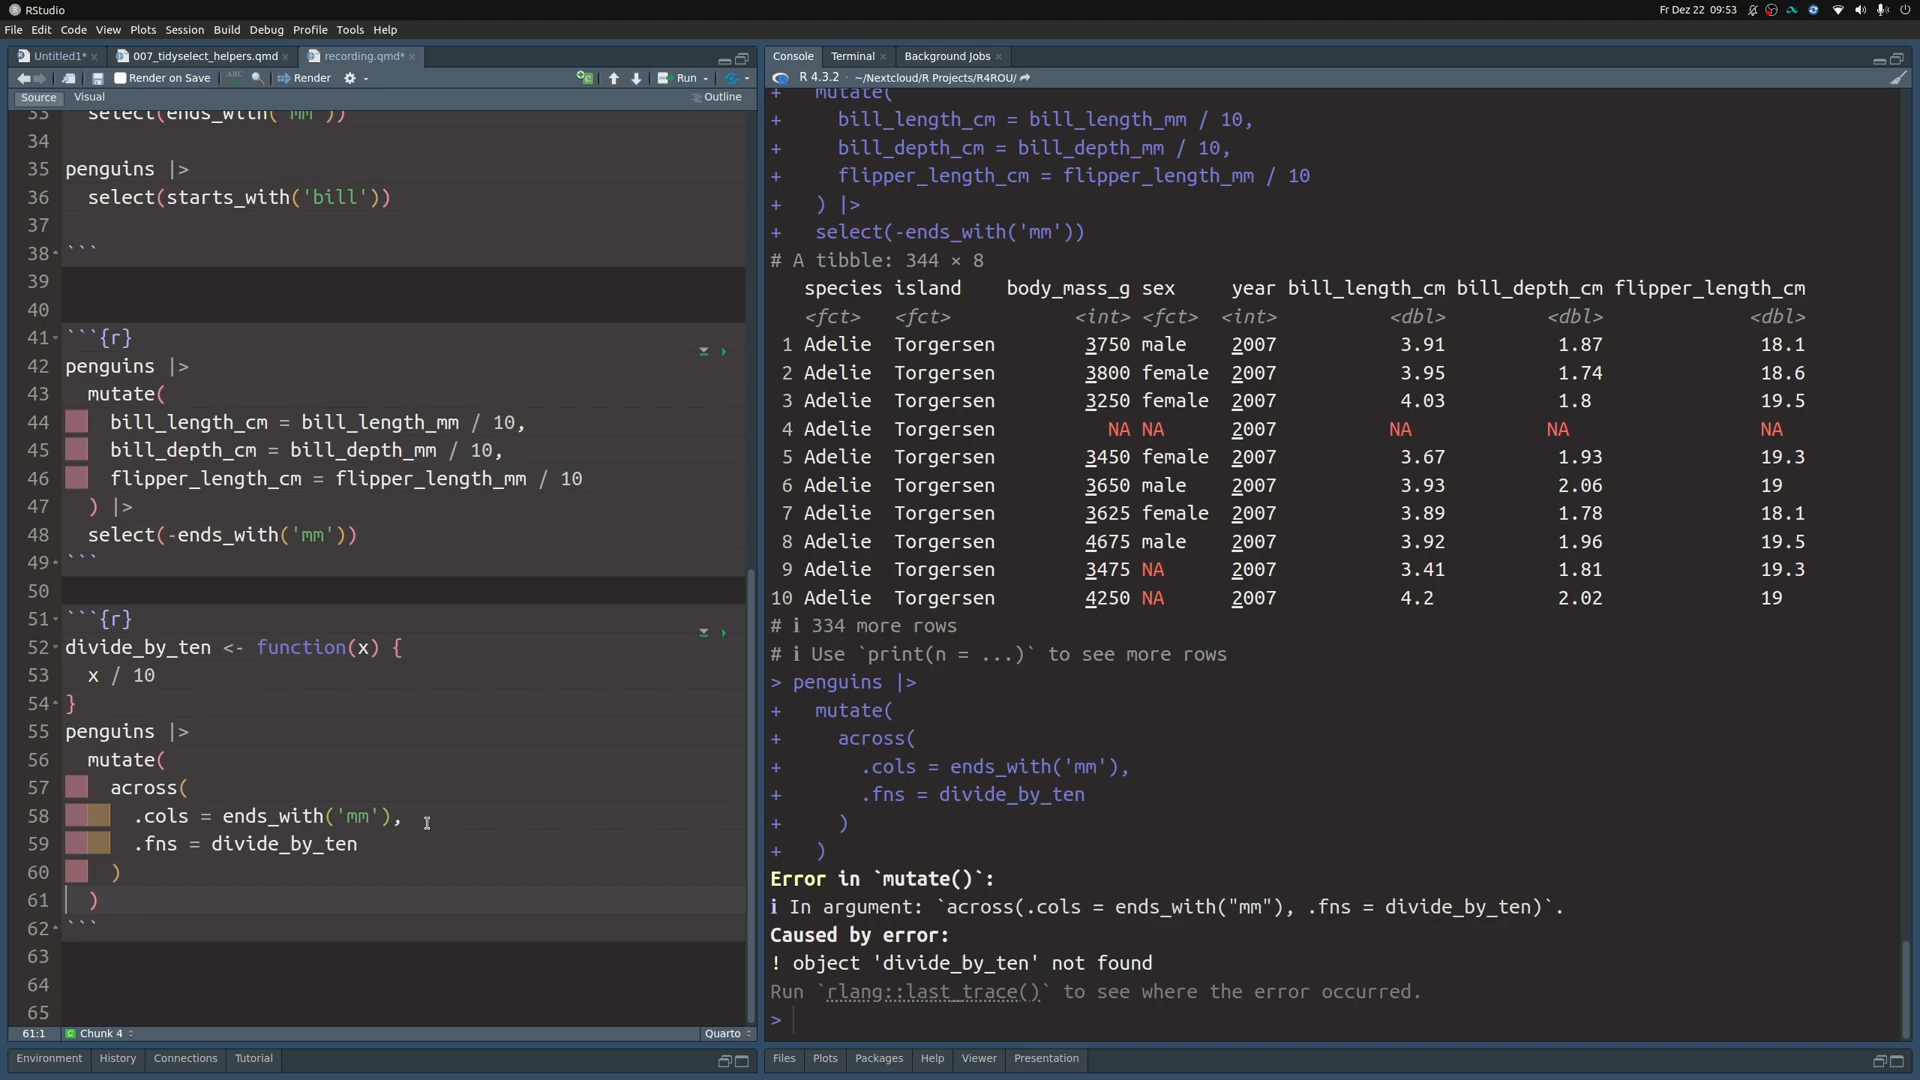 RStudio
Fr Dez 22 09:53
File Edit Code View Plots Session Build Debug Profile Tools Help
Untitled1* × 007_tidyselect_helpers.qmd × recording.qmd* ×
Render on Save ABC Render Run
Source Visual Outline
33 select(ends_with('mm'))
34
35 penguins |>
36 select(starts_with('bill'))
37
38 ```
39
40
41 ```{r}
42 penguins |>
43 mutate(
44 bill_length_cm = bill_length_mm / 10,
45 bill_depth_cm = bill_depth_mm / 10,
46 flipper_length_cm = flipper_length_mm / 10
47 ) |>
48 select(-ends_with('mm'))
49 ```
50
51 ```{r}
52 divide_by_ten <- function(x) {
53 x / 10
54 }
55 penguins |>
56 mutate(
57 across(
58 .cols = ends_with('mm'),
59 .fns = divide_by_ten
60 )
61 )
62 ```
63
64
65
61:1 Chunk 4 Quarto
Environment History Connections Tutorial
Console Terminal × Background Jobs ×
R 4.3.2 · ~/Nextcloud/R Projects/R4ROU/
+ mutate(
+ bill_length_cm = bill_length_mm / 10,
+ bill_depth_cm = bill_depth_mm / 10,
+ flipper_length_cm = flipper_length_mm / 10
+ ) |>
+ select(-ends_with('mm'))
# A tibble: 344 × 8
species island body_mass_g sex year bill_length_cm bill_depth_cm flipper_length_cm
<fct> <fct> <int> <fct> <int> <dbl> <dbl> <dbl>
1 Adelie Torgersen 3750 male 2007 3.91 1.87 18.1
2 Adelie Torgersen 3800 female 2007 3.95 1.74 18.6
3 Adelie Torgersen 3250 female 2007 4.03 1.8 19.5
4 Adelie Torgersen NA NA 2007 NA NA NA
5 Adelie Torgersen 3450 female 2007 3.67 1.93 19.3
6 Adelie Torgersen 3650 male 2007 3.93 2.06 19
7 Adelie Torgersen 3625 female 2007 3.89 1.78 18.1
8 Adelie Torgersen 4675 male 2007 3.92 1.96 19.5
9 Adelie Torgersen 3475 NA 2007 3.41 1.81 19.3
10 Adelie Torgersen 4250 NA 2007 4.2 2.02 19
# ℹ 334 more rows
# ℹ Use `print(n = ...)` to see more rows
> penguins |>
+ mutate(
+ across(
+ .cols = ends_with('mm'),
+ .fns = divide_by_ten
+ )
+ )
Error in `mutate()`:
ℹ In argument: `across(.cols = ends_with("mm"), .fns = divide_by_ten)`.
Caused by error:
! object 'divide_by_ten' not found
Run `rlang::last_trace()` to see where the error occurred.
>
Files Plots Packages Help Viewer Presentation